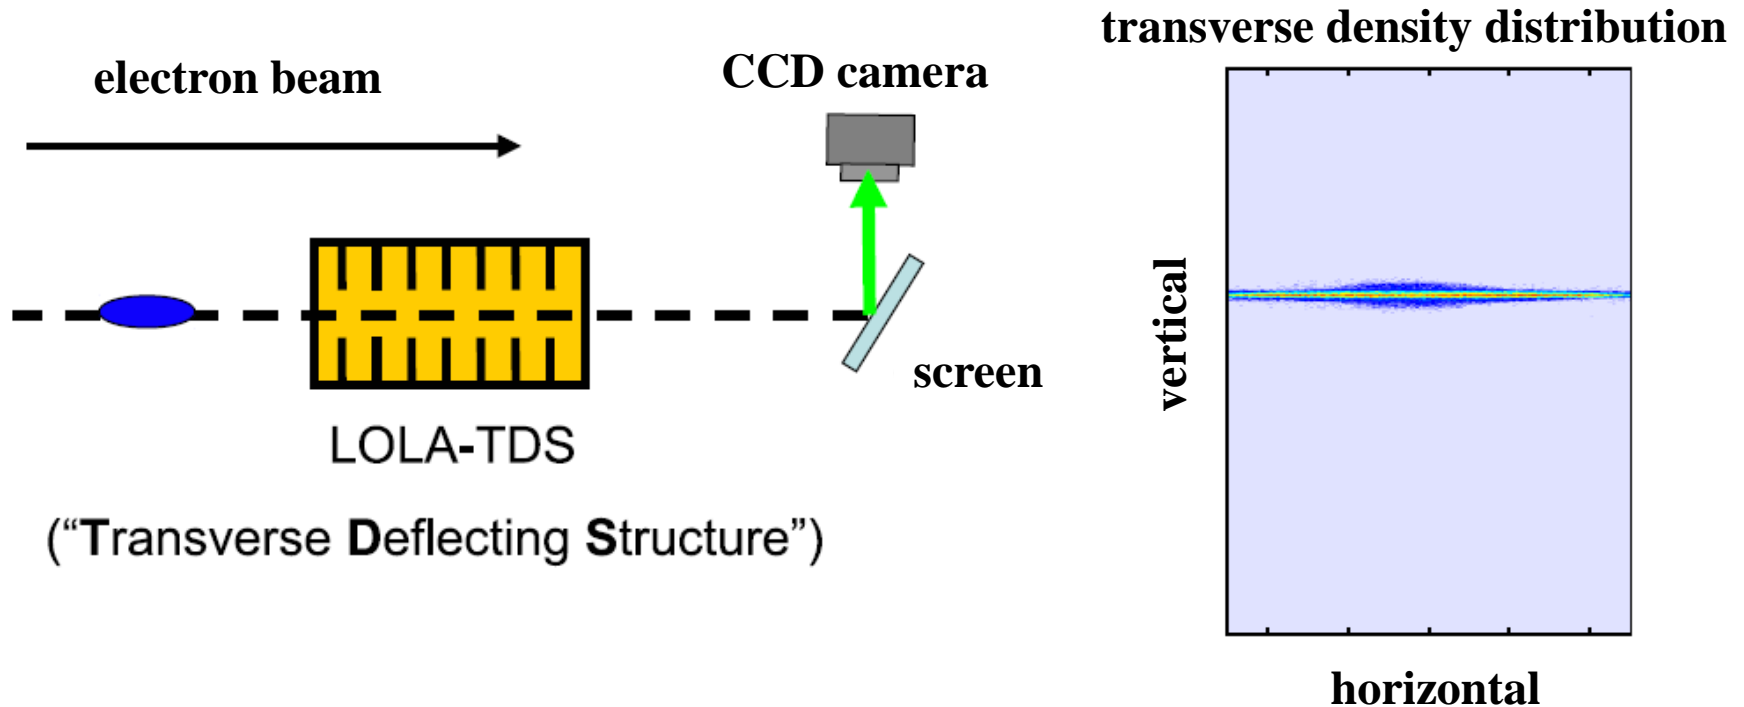 transverse density distribution
electron beam
CCD camera
vertical
screen
LOLA-TDS
(“Transverse Deflecting Structure”)
horizontal